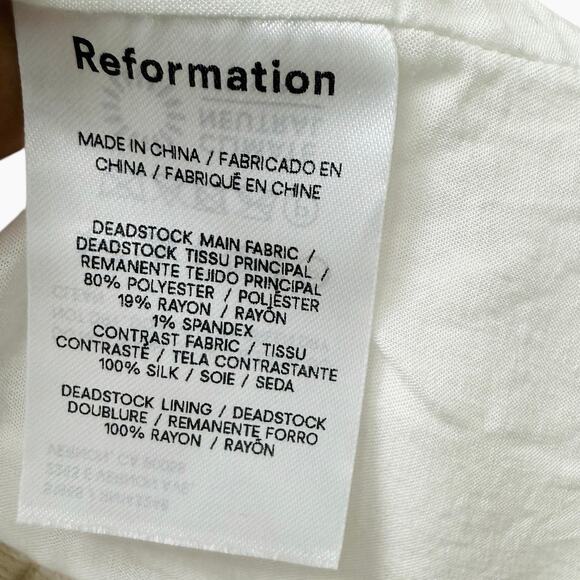 Reformation
MADE IN CHINA / FABRICADO EN
CHINA / FABRIQUÉ EN CHINE
DEADSTOCK MAIN FABRIC /
DEADSTOCK TISSU PRINCIPAL /
REMANENTE TEJIDO PRINCIPAL
80% POLYESTER / POLIÉSTER
19% RAYON / RAYÓN
1% SPANDEX
CONTRAST FABRIC / TISSU
CONTRASTÉ / TELA CONTRASTANTE
100% SILK / SOIE / SEDA
DEADSTOCK LINING / DEADSTOCK
DOUBLURE / REMANENTE FORRO
100% RAYON / RAYÓN